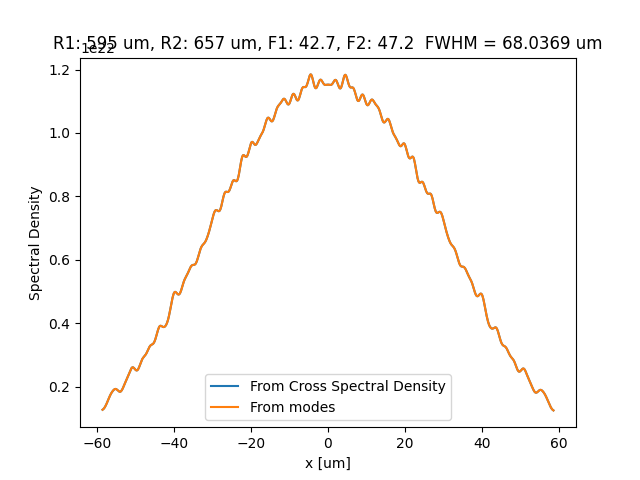 R1: 595 um, R2: 657 um, F1: 42.7, F2: 47.2  FWHM = 68.0369 um
1e22
1.2
1.0
0.8
0.6
0.4
0.2
Spectral Density
From Cross Spectral Density
From modes
−60
−40
−20
0
20
40
60
x [um]